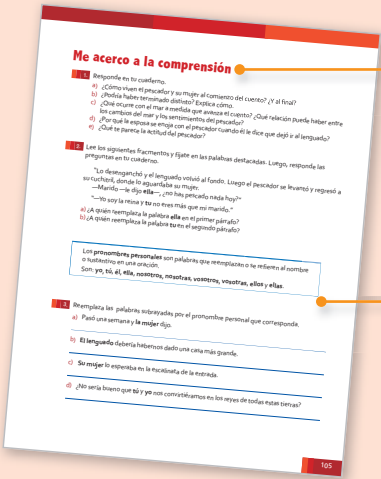 Me acerco a la comprensión
1. Responde en tu cuaderno.
a) ¿Cómo viven el pescador y su mujer al comienzo del cuento? ¿Y al final?
b) ¿Podría haber terminado distinto? Explica cómo.
c) ¿Qué ocurre con el mar a medida que avanza el cuento? ¿Qué relación puede haber entre
los cambios del mar y los sentimientos del pescador?
d) ¿Por qué la esposa se enoja con el pescador cuando él le dice que dejó ir al lenguado?
e) ¿Qué te parece la actitud del pescador?
2. Lee los siguientes fragmentos y fíjate en las palabras destacadas. Luego, responde las
preguntas en tu cuaderno.
"Lo desenganchó y el lenguado volvió al fondo. Luego el pescador se levantó y regresó a
su cuchitril, donde lo aguardaba su mujer.
—Marido —le dijo ella—, ¿no has pescado nada hoy?"
"—Yo soy la reina y tu no eres más que mi marido."
a) ¿A quién reemplaza la palabra ella en el primer párrafo?
b) ¿A quién reemplaza la palabra tu en el segundo párrafo?
Los pronombres personales son palabras que reemplazan o se refieren al nombre
o sustantivo en una oración.
Son: yo, tú, él, ella, nosotros, nosotras, vosotros, vosotras, ellos y ellas.
3. Reemplaza las palabras subrayadas por el pronombre personal que corresponda.
a) Pasó una semana y la mujer dijo.
b) El lenguado debería habernos dado una casa más grande.
c) Su mujer lo esperaba en la escalinata de la entrada.
d) ¿No sería bueno que tú y yo nos convirtiéramos en los reyes de todas estas tierras?
105